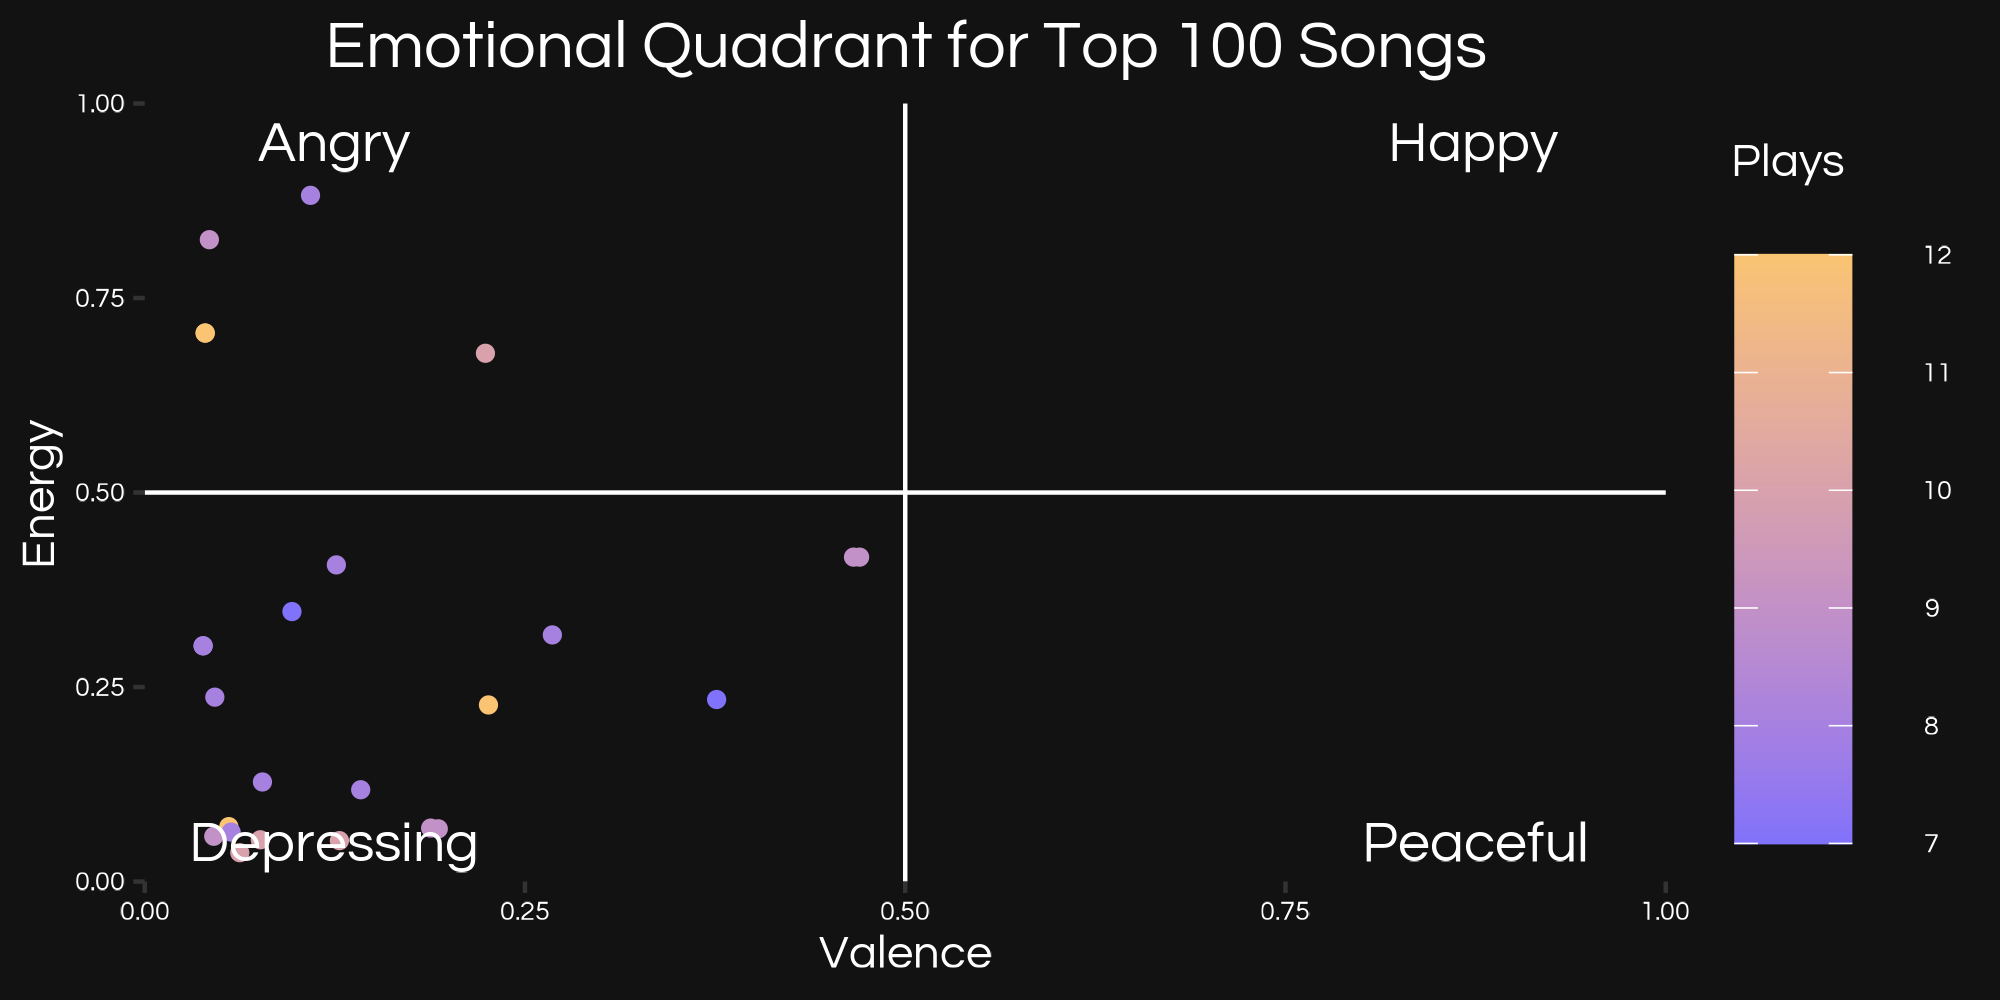 Emotional Quadrant for Top 100 Songs
1.00
Angry
Happy
Plays
12
0.75
11
Energy
0.50
10
9
0.25
8
Depressing
Peaceful
7
0.00
0.00 0.25 0.50 0.75 1.00
Valence